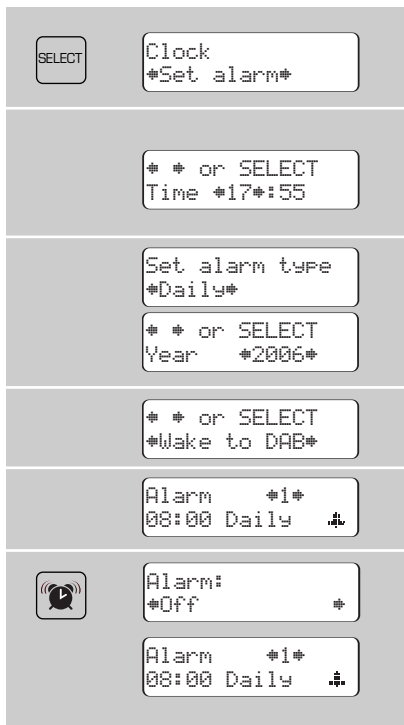 SELECT
Clock
Set alarm
or SELECT
Time 17:55
Set alarm type
Daily
or SELECT
Year 2006
or SELECT
Wake to DAB
Alarm 1
08:00 Daily
Alarm:
Off
Alarm 1
08:00 Daily